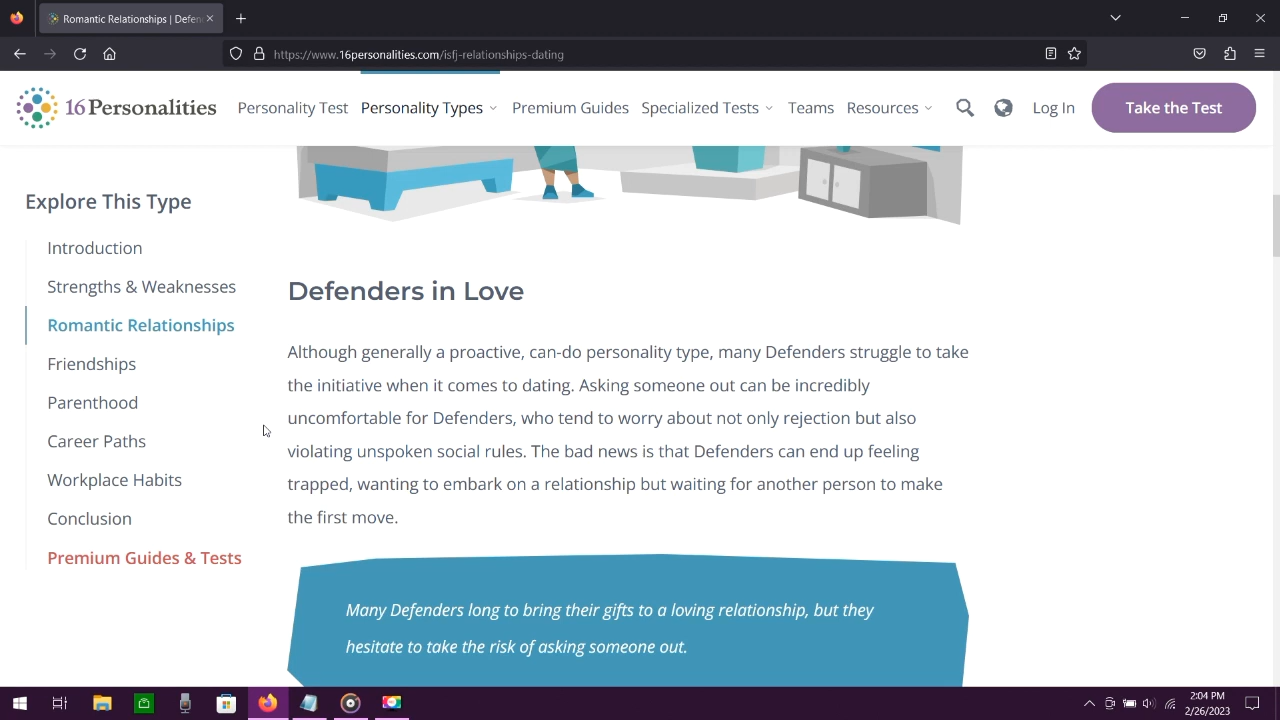 Romantic Relationships | Defen
https://www.16personalities.com/isfj-relationships-dating
16Personalities
Personality Test
Personality Types
Premium Guides
Specialized Tests
Teams
Resources
Log In
Take the Test
Explore This Type
Introduction
Strengths & Weaknesses
Romantic Relationships
Friendships
Parenthood
Career Paths
Workplace Habits
Conclusion
Premium Guides & Tests
Defenders in Love
Although generally a proactive, can-do personality type, many Defenders struggle to take
the initiative when it comes to dating. Asking someone out can be incredibly
uncomfortable for Defenders, who tend to worry about not only rejection but also
violating unspoken social rules. The bad news is that Defenders can end up feeling
trapped, wanting to embark on a relationship but waiting for another person to make
the first move.
Many Defenders long to bring their gifts to a loving relationship, but they
hesitate to take the risk of asking someone out.
2:04 PM
2/26/2023